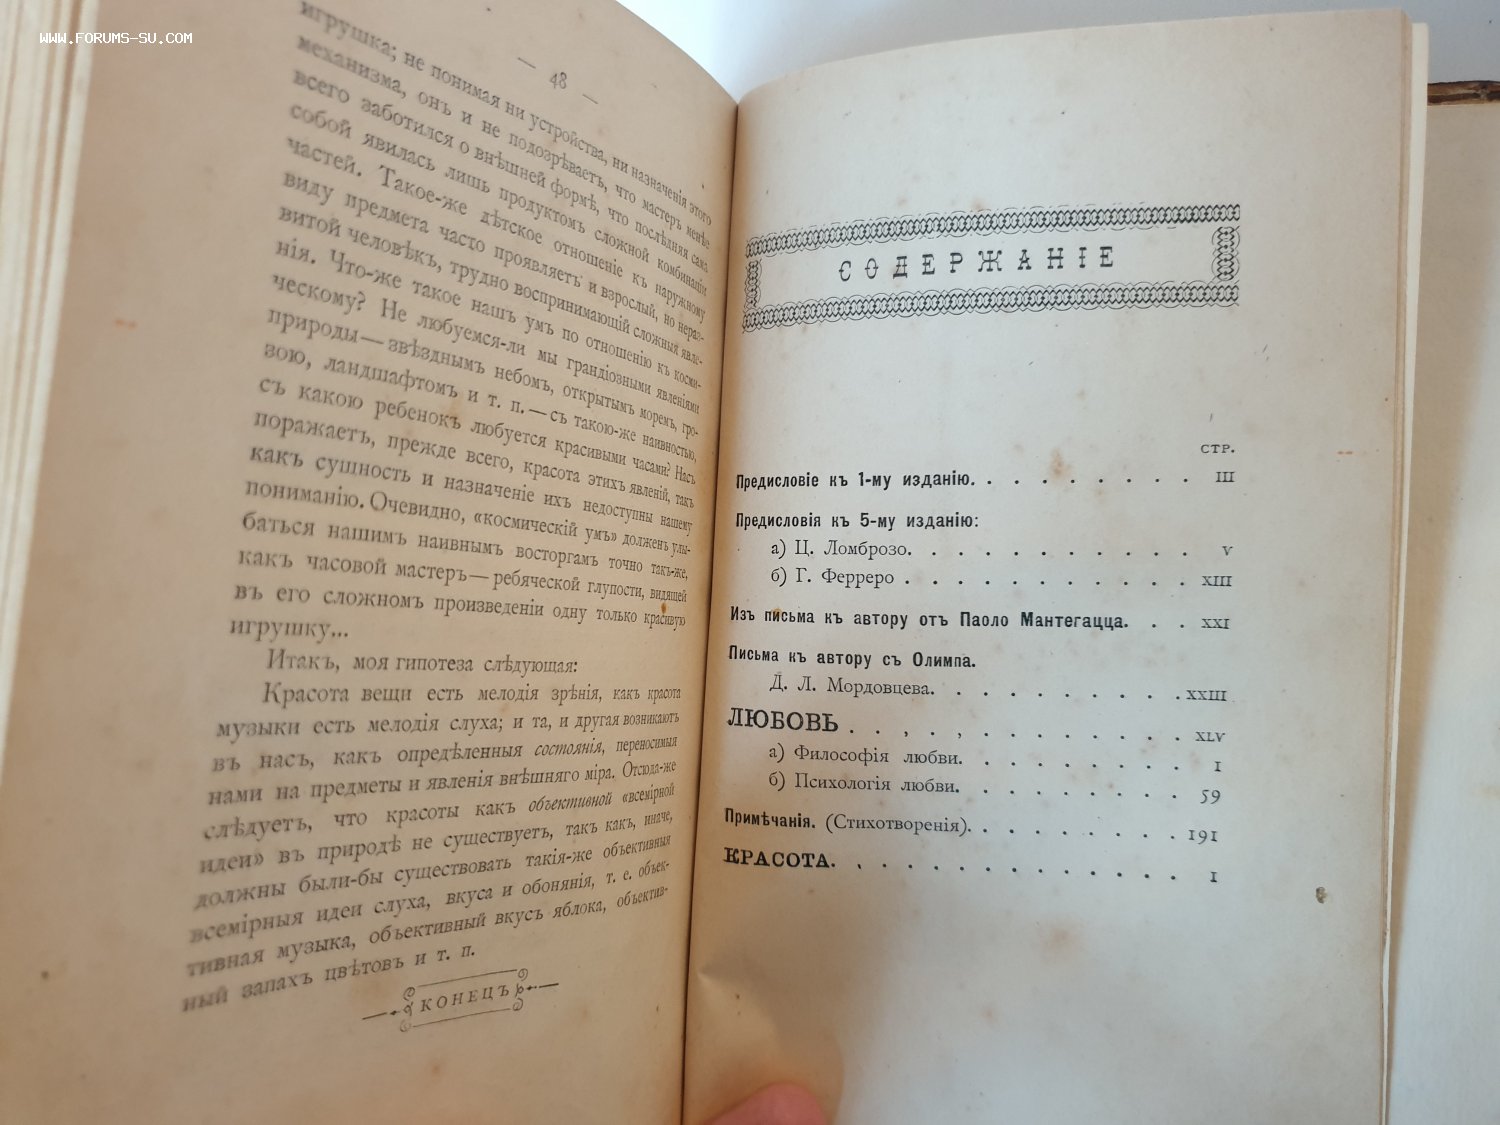 WWW.FORUMS-SU.COM
— 48 —
игрушка; не понимая ни устройства, ни назначенія этого
механизма, онъ и не подозрѣваетъ, что мастеръ менѣе
всего заботился о внѣшней формѣ, что послѣдняя сама
собой явилась лишь продуктомъ сложной комбинаціи
частей. Такое-же дѣтское отношеніе къ наружному
виду предмета часто проявляетъ и взрослый, но нераз-
витой человѣкъ, трудно воспринимающій сложныя явле-
нія. Что-же такое нашъ умъ по отношенію къ косми-
ческому? Не любуемся-ли мы грандіозными явленіями
природы—звѣзднымъ небомъ, открытымъ моремъ, гро-
зою, ландшафтомъ и т. п.—съ такою-же наивностью,
съ какою ребенокъ любуется красивыми часами? Насъ
поражаетъ, прежде всего, красота этихъ явленій, такъ
какъ сущность и назначеніе ихъ недоступны нашему
пониманію. Очевидно, «космическій умъ» долженъ улы-
баться нашимъ наивнымъ восторгамъ точно такъ-же,
какъ часовой мастеръ—ребяческой глупости, видящей
въ его сложномъ произведеніи одну только красивую
игрушку...
Итакъ, моя гипотеза слѣдующая:
Красота вещи есть мелодія зрѣнія, какъ красота
музыки есть мелодія слуха; и та, и другая возникаютъ
въ насъ, какъ опредѣленныя состоянія, переносимыя
нами на предметы и явленія внѣшняго міра. Отсюда-же
слѣдуетъ, что красоты какъ объективной «всемірной
идеи» въ природѣ не существуетъ, такъ какъ, иначе,
должны были-бы существовать такія-же объективныя
всемірныя идеи слуха, вкуса и обонянія, т. е. объек-
тивная музыка, объективный вкусъ яблока, объектив-
ный запахъ цвѣтовъ и т. п.
КОНЕЦЪ
СОДЕРЖАНІЕ
СТР.
Предисловіе къ 1-му изданію. . . . . . . . . III
Предисловія къ 5-му изданію:
а) Ц. Ломброзо. . . . . . . . . . . . V
б) Г. Ферреро . . . . . . . . . . . . XIII
Изъ письма къ автору отъ Паоло Мантегацца. . . XXI
Письма къ автору съ Олимпа.
Д. Л. Мордовцева. . . . . . . . . . . XXIII
ЛЮБОВЬ . . . . . . . . . . . . . XLV
а) Философія любви. . . . . . . . . . I
б) Психологія любви. . . . . . . . . . 59
Примѣчанія. (Стихотворенія). . . . . . . . . 191
КРАСОТА. . . . . . . . . . . . . . I